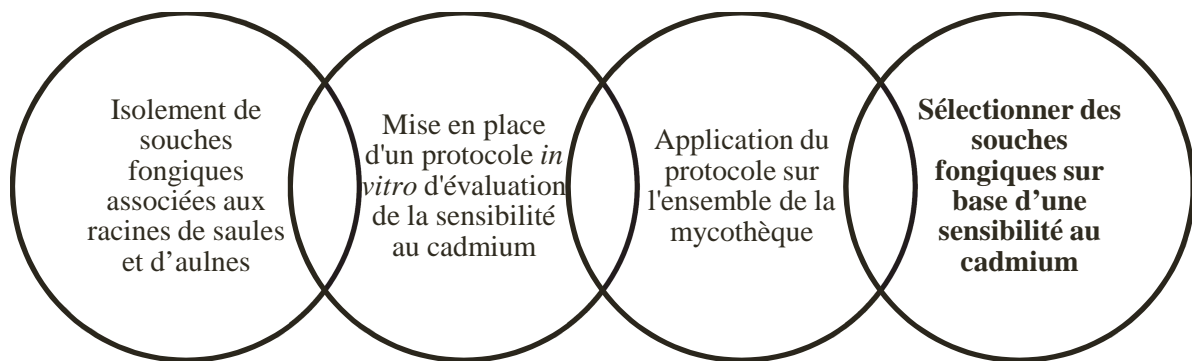 Isolement de
souches
fongiques
associées aux
racines de saules
et d’aulnes
Mise en place
d'un protocole in
vitro d'évaluation
de la sensibilité
au cadmium
Application du
protocole sur
l'ensemble de la
mycothèque
Sélectionner des
souches
fongiques sur
base d’une
sensibilité au
cadmium